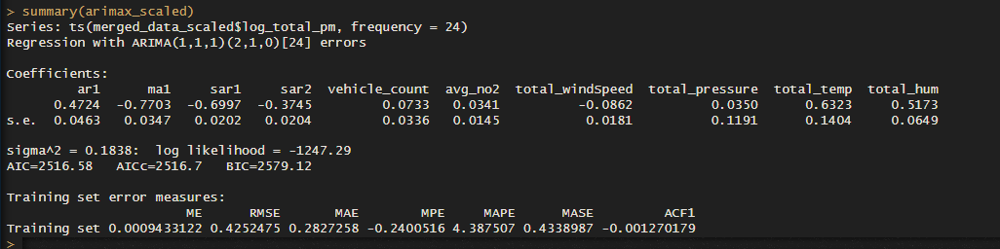 > summary(arimax_scaled)
Series: ts(merged_data_scaled$log_total_pm, frequency = 24)
Regression with ARIMA(1,1,1)(2,1,0)[24] errors
Coefficients:
ar1 ma1 sar1 sar2 vehicle_count avg_no2 total_windSpeed total_pressure total_temp total_hum
0.4724 -0.7703 -0.6997 -0.3745 0.0733 0.0341 -0.0862 0.0350 0.6323 0.5173
s.e. 0.0463 0.0347 0.0202 0.0204 0.0336 0.0145 0.0181 0.1191 0.1404 0.0649
sigma^2 = 0.1838: log likelihood = -1247.29
AIC=2516.58 AICc=2516.7 BIC=2579.12
Training set error measures:
ME RMSE MAE MPE MAPE MASE ACF1
Training set 0.0009433122 0.4252475 0.2827258 -0.2400516 4.387507 0.4338987 -0.001270179
>